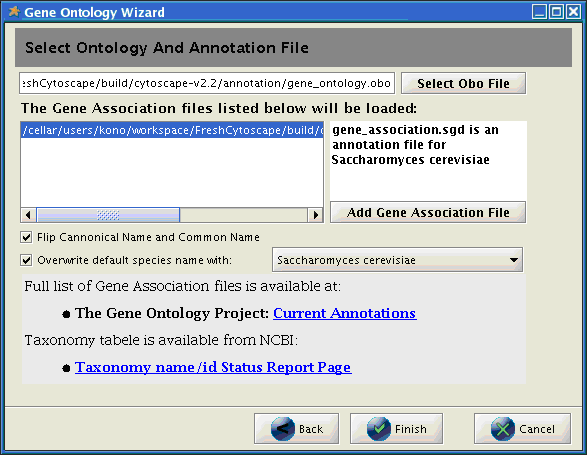 Gene Ontology Wizard
Select Ontology And Annotation File
eshCytoscape/build/cytoscape-v2.2/annotation/gene_ontology.obo
Select Obo File
The Gene Association files listed below will be loaded:
/cellar/users/kono/workspace/FreshCytoscape/build/c
gene_association.sgd is an
annotation file for
Saccharomyces cerevisiae
Add Gene Association File
Flip Cannonical Name and Common Name
Overwrite default species name with:
Saccharomyces cerevisiae
Full list of Gene Association files is available at:
● The Gene Ontology Project: Current Annotations
Taxonomy tabele is available from NCBI:
● Taxonomy name/id Status Report Page
Back
Finish
Cancel